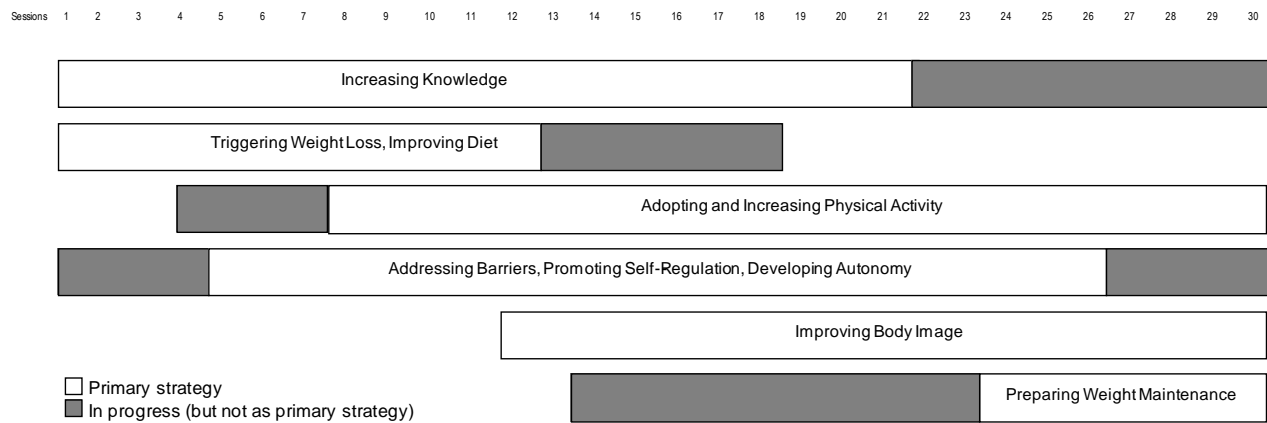 Sessions 1 2 3 4 5 6 7 8 9 10 11 12 13 14 15 16 17 18 19 20 21 22 23 24 25 26 27 28 29 30
Increasing Knowledge
Triggering Weight Loss, Improving Diet
Adopting and Increasing Physical Activity
Addressing Barriers, Promoting Self-Regulation, Developing Autonomy
Improving Body Image
Preparing Weight Maintenance
Primary strategy
In progress (but not as primary strategy)